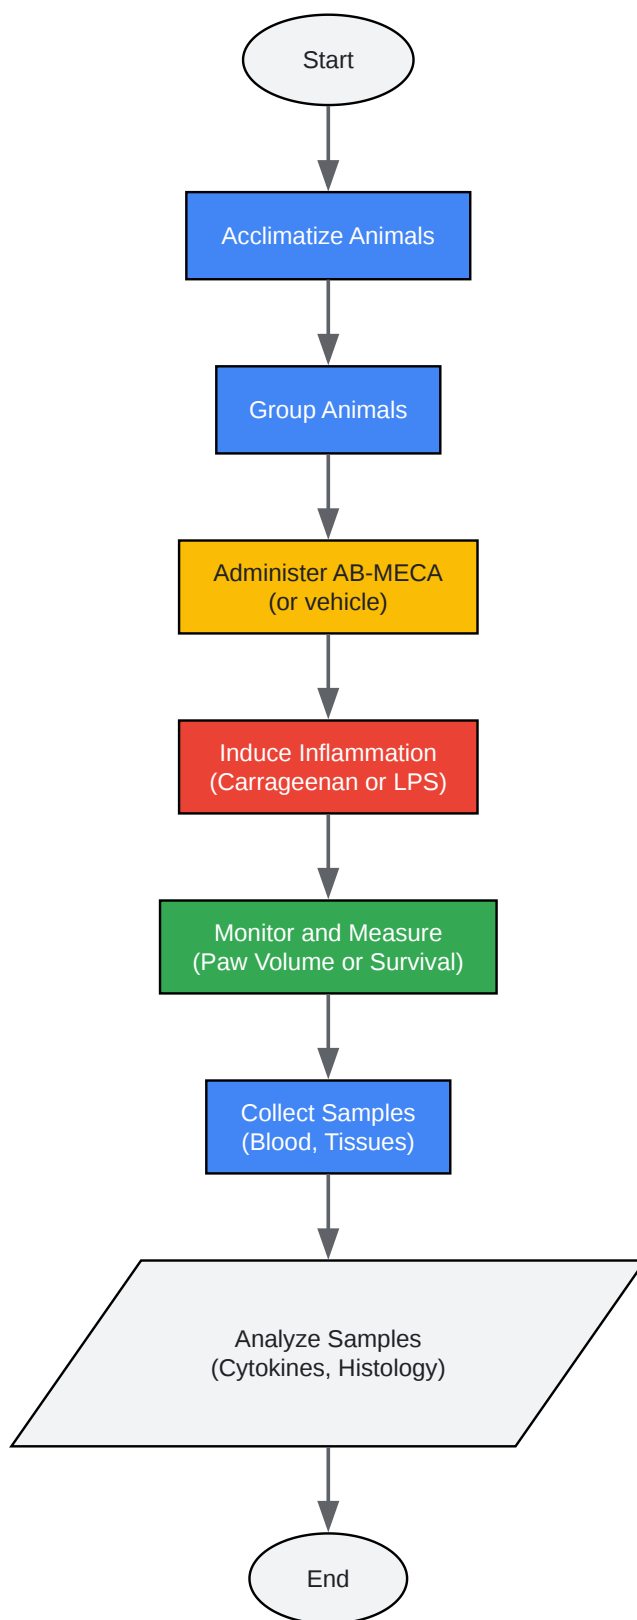 Start
Acclimatize Animals
Group Animals
Administer AB-MECA
(or vehicle)
Induce Inflammation
(Carrageenan or LPS)
Monitor and Measure
(Paw Volume or Survival)
Collect Samples
(Blood, Tissues)
Analyze Samples
(Cytokines, Histology)
End